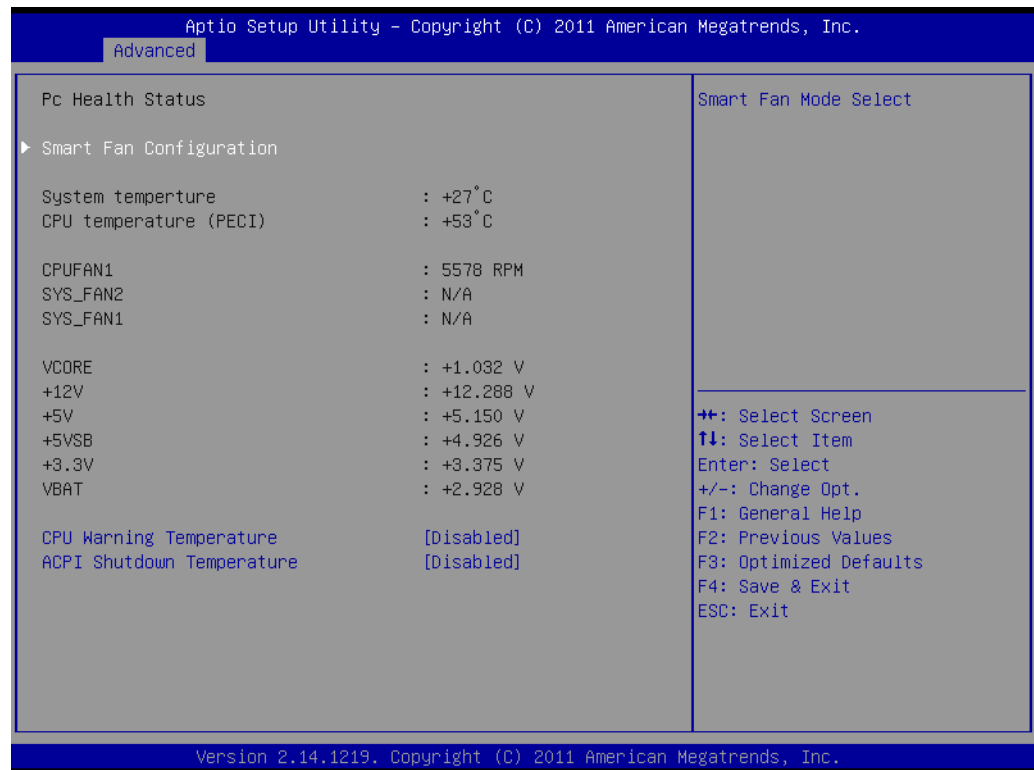 Aptio Setup Utility – Copyright (C) 2011 American Megatrends, Inc.
Advanced
Pc Health Status
Smart Fan Configuration
System temperture : +27°C
CPU temperature (PECI) : +53°C
CPUFAN1 : 5578 RPM
SYS_FAN2 : N/A
SYS_FAN1 : N/A
VCORE : +1.032 V
+12V : +12.288 V
+5V : +5.150 V
+5VSB : +4.926 V
+3.3V : +3.375 V
VBAT : +2.928 V
CPU Warning Temperature [Disabled]
ACPI Shutdown Temperature [Disabled]
Smart Fan Mode Select
→←: Select Screen
↑↓: Select Item
Enter: Select
+/-: Change Opt.
F1: General Help
F2: Previous Values
F3: Optimized Defaults
F4: Save & Exit
ESC: Exit
Version 2.14.1219. Copyright (C) 2011 American Megatrends, Inc.